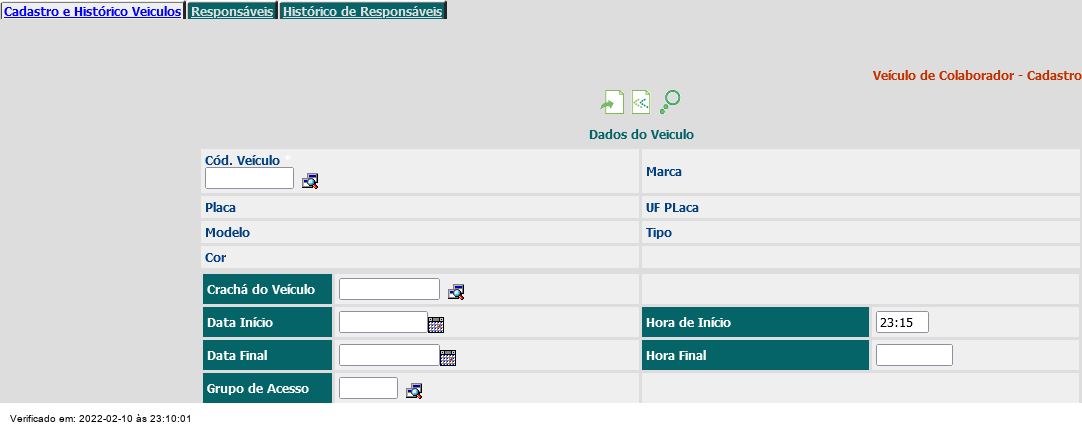 Cadastro e Histórico Veiculos Responsáveis Histórico de Responsáveis
Veículo de Colaborador - Cadastro
Dados do Veiculo
Cód. Veículo *
Marca
Placa UF PLaca
Modelo Tipo
Cor
Crachá do Veículo
Data Início Hora de Início 23:15
Data Final Hora Final
Grupo de Acesso
Verificado em: 2022-02-10 às 23:10:01